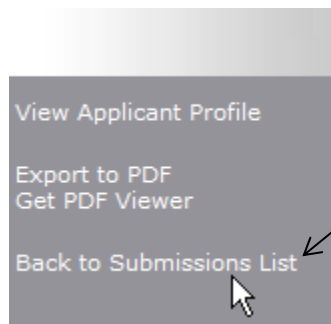 View Applicant Profile
Export to PDF
Get PDF Viewer
Back to Submissions List